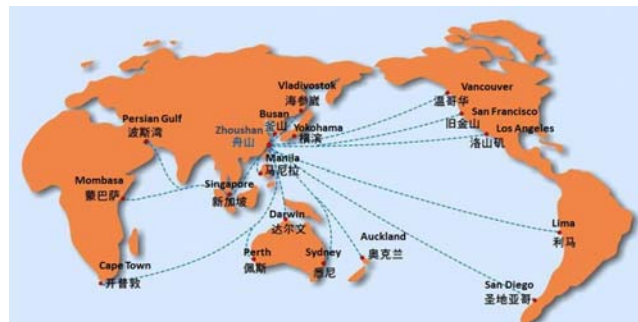 Vladivostok
海参崴
Busan
釜山
Zhoushan
舟山
Yokohama
横滨
Persian Gulf
波斯湾
Vancouver
温哥华
San Francisco
旧金山
Los Angeles
洛山矶
Manila
马尼拉
Mombasa
蒙巴萨
Singapore
新加坡
Darwin
达尔文
Lima
利马
Auckland
奥克兰
Perth
佩斯
Sydney
悉尼
Cape Town
开普敦
San Diego
圣地亚哥